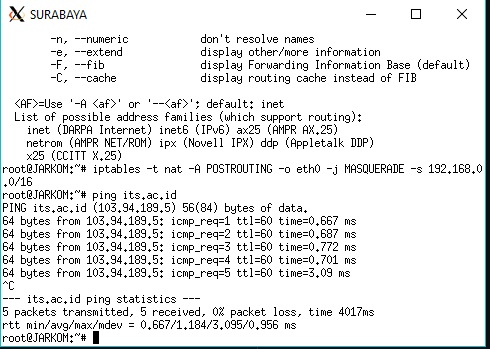 SURABAYA
-n, --numeric don't resolve names
-e, --extend display other/more information
-F, --fib display Forwarding Information Base (default)
-C, --cache display routing cache instead of FIB
<AF>=Use '-A <af>' or '--<af>'; default: inet
List of possible address families (which support routing):
inet (DARPA Internet) inet6 (IPv6) ax25 (AMPR AX.25)
netrom (AMPR NET/ROM) ipx (Novell IPX) ddp (Appletalk DDP)
x25 (CCITT X.25)
root@JARKOM:~# iptables -t nat -A POSTROUTING -o eth0 -j MASQUERADE -s 192.168.0
.0/16
root@JARKOM:~# ping its.ac.id
PING its.ac.id (103.94.189.5) 56(84) bytes of data.
64 bytes from 103.94.189.5: icmp_req=1 ttl=60 time=0.667 ms
64 bytes from 103.94.189.5: icmp_req=2 ttl=60 time=0.687 ms
64 bytes from 103.94.189.5: icmp_req=3 ttl=60 time=0.772 ms
64 bytes from 103.94.189.5: icmp_req=4 ttl=60 time=0.701 ms
64 bytes from 103.94.189.5: icmp_req=5 ttl=60 time=3.09 ms
^C
--- its.ac.id ping statistics ---
5 packets transmitted, 5 received, 0% packet loss, time 4017ms
rtt min/avg/max/mdev = 0.667/1.184/3.095/0.956 ms
root@JARKOM:~#